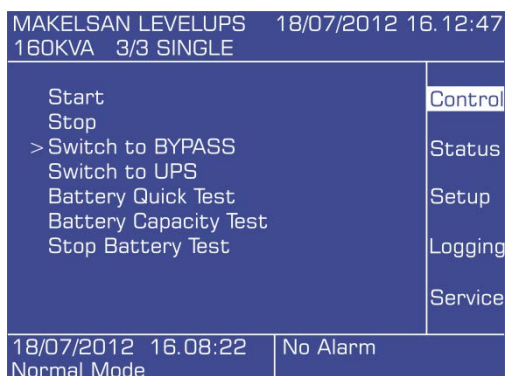 MAKELSAN LEVELUPS 18/07/2012 16.12:47
160KVA 3/3 SINGLE
Start
Stop
> Switch to BYPASS
Switch to UPS
Battery Quick Test
Battery Capacity Test
Stop Battery Test
Control
Status
Setup
Logging
Service
18/07/2012 16.08:22 No Alarm
Normal Mode